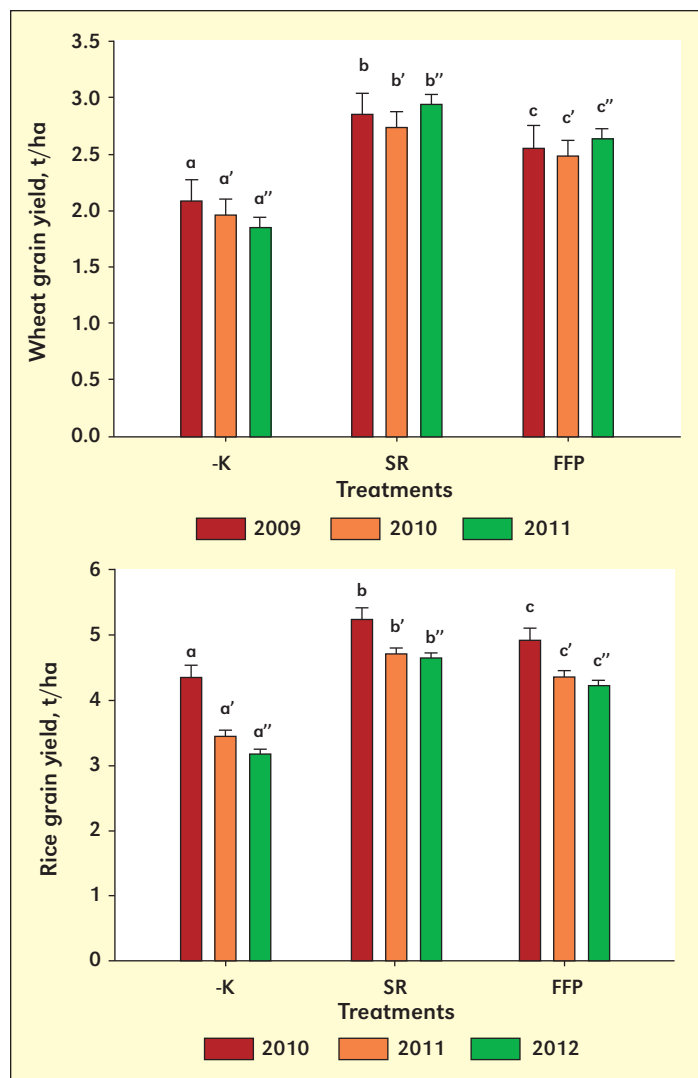 Wheat grain yield, t/ha
3.5
3.0
2.5
2.0
1.5
1.0
0.5
0.0
a
a’
a’’
b
b’
b’’
c
c’
c’’
-K
SR
FFP
Treatments
2009
2010
2011
Rice grain yield, t/ha
6
5
4
3
2
1
0
a
a’
a’’
b
b’
b’’
c
c’
c’’
-K
SR
FFP
Treatments
2010
2011
2012